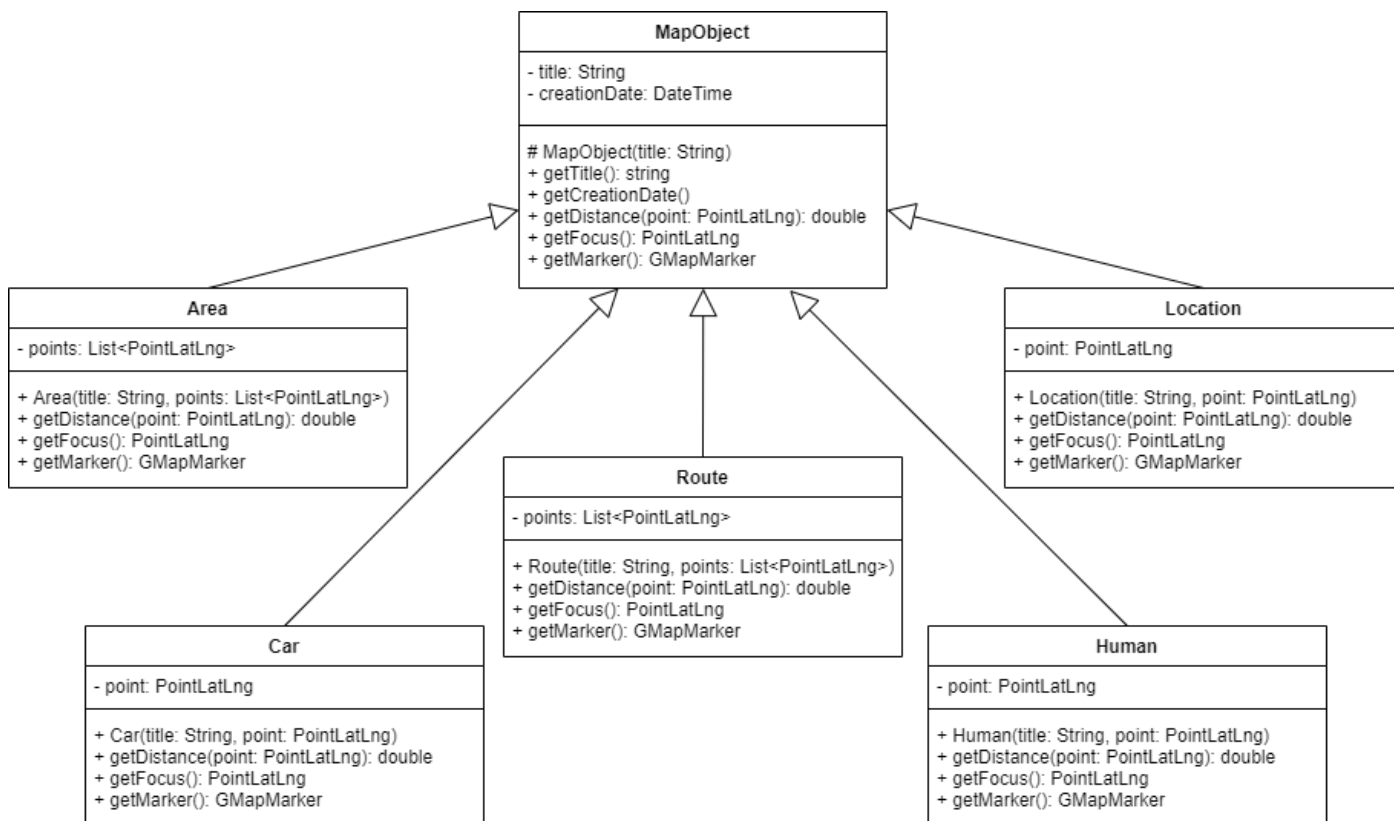 MapObject
- title: String
- creationDate: DateTime
# MapObject(title: String)
+ getTitle(): string
+ getCreationDate()
+ getDistance(point: PointLatLng): double
+ getFocus(): PointLatLng
+ getMarker(): GMapMarker
Area
- points: List<PointLatLng>
+ Area(title: String, points: List<PointLatLng>)
+ getDistance(point: PointLatLng): double
+ getFocus(): PointLatLng
+ getMarker(): GMapMarker
Location
- point: PointLatLng
+ Location(title: String, point: PointLatLng)
+ getDistance(point: PointLatLng): double
+ getFocus(): PointLatLng
+ getMarker(): GMapMarker
Route
- points: List<PointLatLng>
+ Route(title: String, points: List<PointLatLng>)
+ getDistance(point: PointLatLng): double
+ getFocus(): PointLatLng
+ getMarker(): GMapMarker
Car
- point: PointLatLng
+ Car(title: String, point: PointLatLng)
+ getDistance(point: PointLatLng): double
+ getFocus(): PointLatLng
+ getMarker(): GMapMarker
Human
- point: PointLatLng
+ Human(title: String, point: PointLatLng)
+ getDistance(point: PointLatLng): double
+ getFocus(): PointLatLng
+ getMarker(): GMapMarker